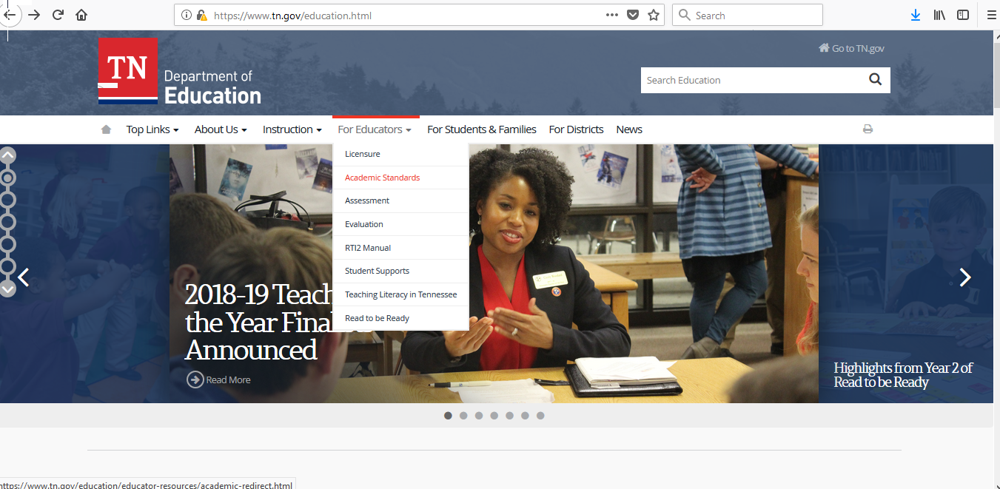 https://www.tn.gov/education.html
Search
Go to TN.gov
TN
Department of
Education
Search Education
Top Links
About Us
Instruction
For Educators
For Students & Families
For Districts
News
Licensure
Academic Standards
Assessment
Evaluation
RTI2 Manual
Student Supports
Teaching Literacy in Tennessee
Read to be Ready
2018-19 Teach
the Year Fina
Announced
Read More
Highlights from Year 2 of
Read to be Ready
https://www.tn.gov/education/educator-resources/academic-redirect.html